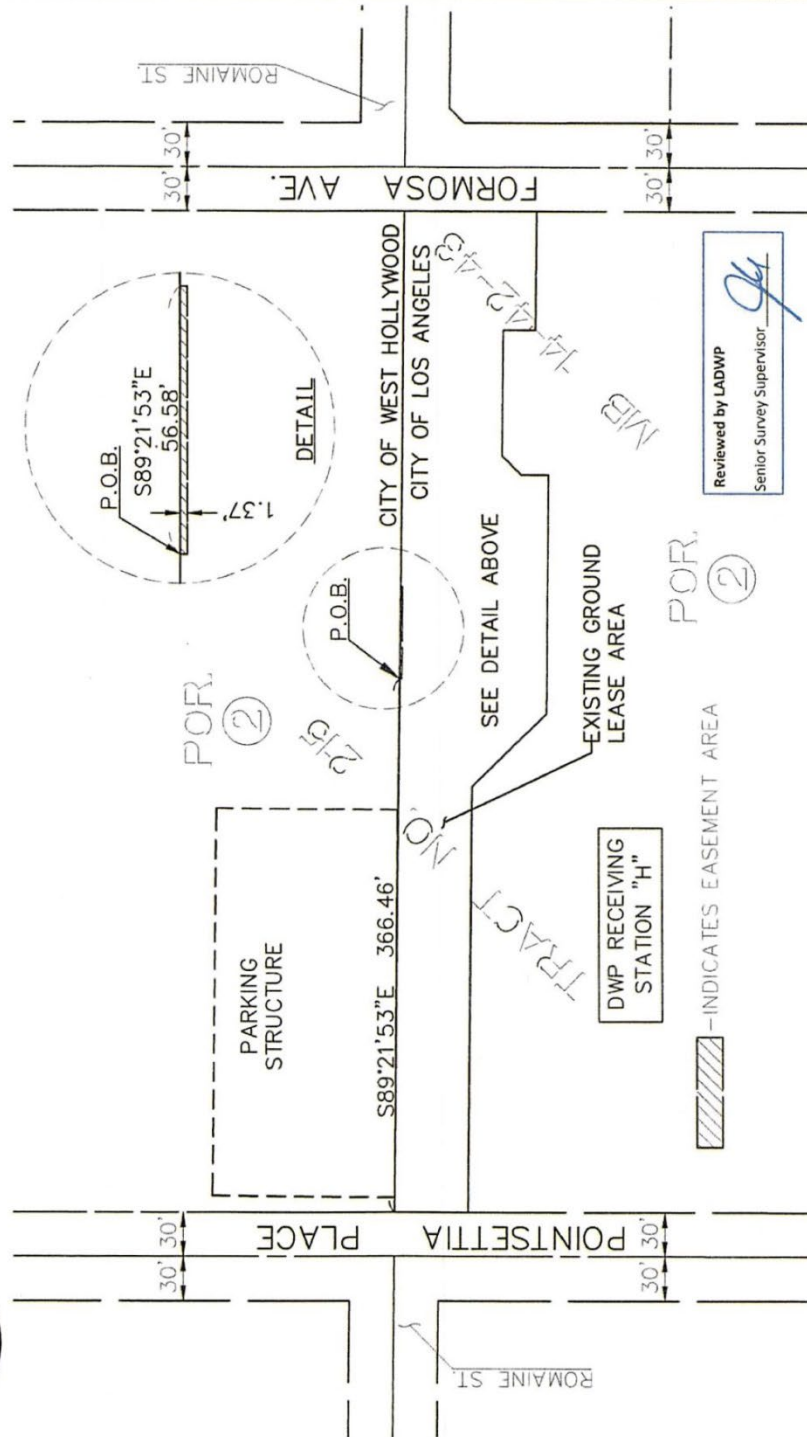 ROMAINE ST.
30' 30'
FORMOSA AVE.
30' 30'
P.O.B.
S89°21'53"E
56.58'
1.37'
DETAIL
CITY OF WEST HOLLYWOOD
CITY OF LOS ANGELES
P.O.B.
SEE DETAIL ABOVE
EXISTING GROUND
LEASE AREA
POR.
2
POR.
2
TRACT NO. 215 MB 14-42-43
PARKING
STRUCTURE
S89°21'53"E 366.46'
DWP RECEIVING
STATION "H"
-INDICATES EASEMENT AREA
Reviewed by LADWP
Senior Survey Supervisor
30' 30'
POINTSETTIA PLACE
30' 30'
ROMAINE ST.